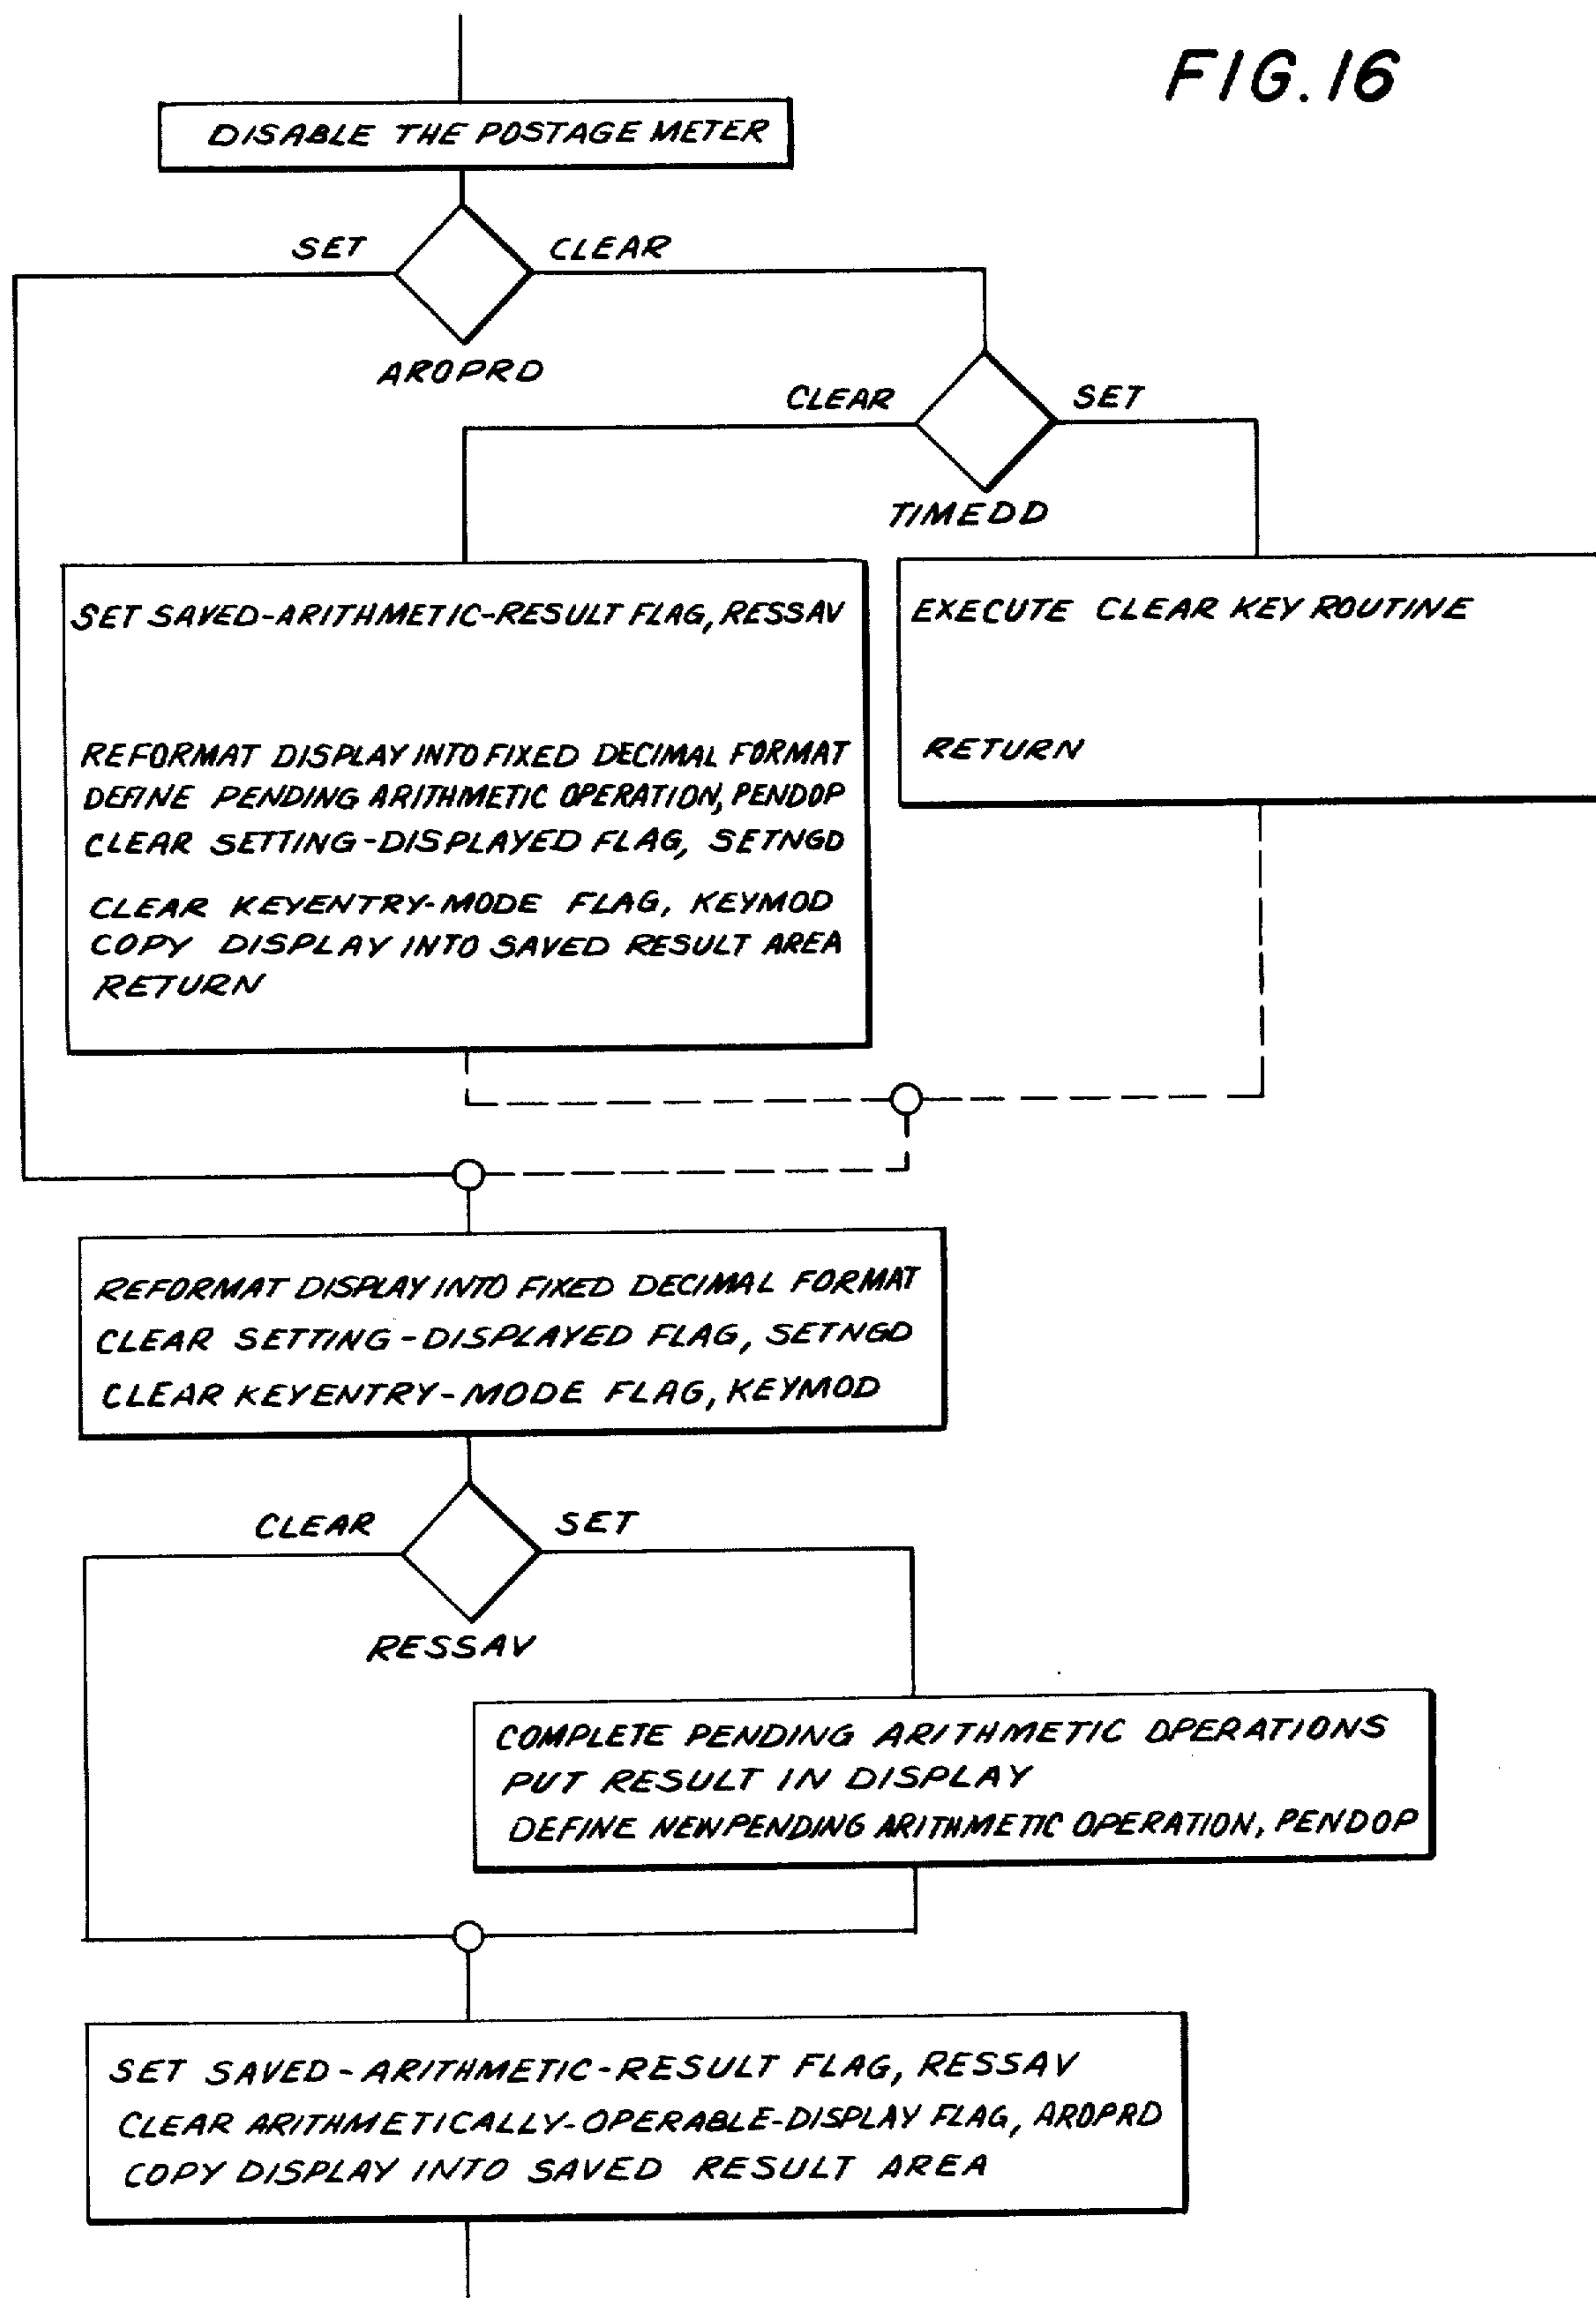 FIG. 16
DISABLE THE POSTAGE METER
SET
CLEAR
AROPRD
CLEAR
SET
TIMEDD
SET SAVED-ARITHMETIC-RESULT FLAG, RESSAV
REFORMAT DISPLAY INTO FIXED DECIMAL FORMAT
DEFINE PENDING ARITHMETIC OPERATION, PENDOP
CLEAR SETTING-DISPLAYED FLAG, SETNGD
CLEAR KEYENTRY-MODE FLAG, KEYMOD
COPY DISPLAY INTO SAVED RESULT AREA
RETURN
EXECUTE CLEAR KEY ROUTINE
RETURN
REFORMAT DISPLAY INTO FIXED DECIMAL FORMAT
CLEAR SETTING-DISPLAYED FLAG, SETNGD
CLEAR KEYENTRY-MODE FLAG, KEYMOD
CLEAR
SET
RESSAV
COMPLETE PENDING ARITHMETIC OPERATIONS
PUT RESULT IN DISPLAY
DEFINE NEW PENDING ARITHMETIC OPERATION, PENDOP
SET SAVED-ARITHMETIC-RESULT FLAG, RESSAV
CLEAR ARITHMETICALLY-OPERABLE-DISPLAY FLAG, AROPRD
COPY DISPLAY INTO SAVED RESULT AREA